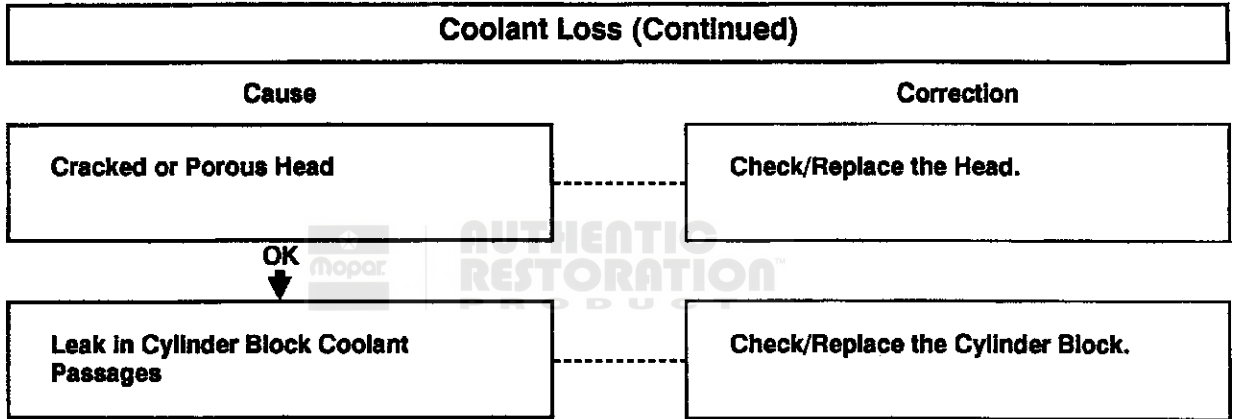 Coolant Loss (Continued)
Cause
Correction
Cracked or Porous Head
Check/Replace the Head.
OK
Mopar.
AUTHENTIC
RESTORATION™
PRODUCT
Leak in Cylinder Block Coolant
Passages
Check/Replace the Cylinder Block.